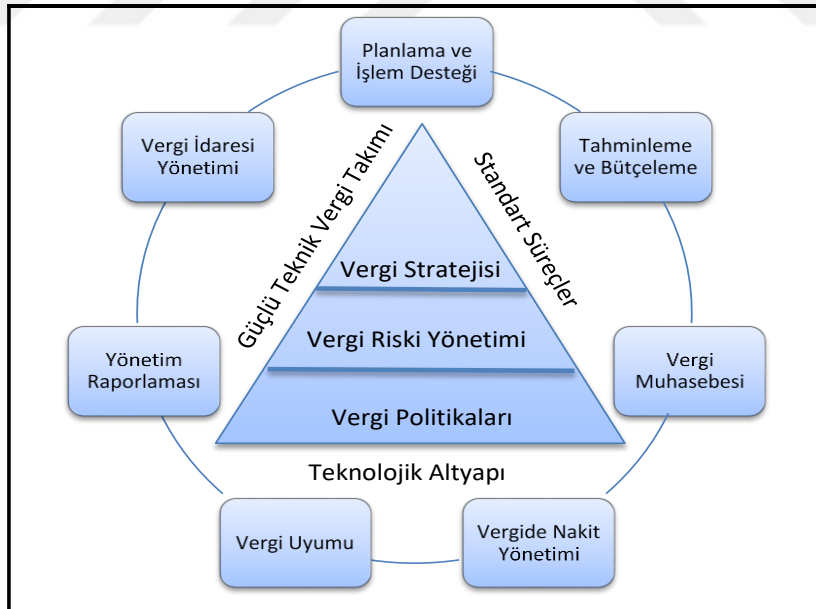 Planlama ve
İşlem Desteği
Vergi İdaresi
Yönetimi
Tahminleme
ve Bütçeleme
Güçlü Teknik Vergi Takımı
Standart Süreçler
Vergi Stratejisi
Vergi Riski Yönetimi
Vergi Politikaları
Yönetim
Raporlaması
Vergi
Muhasebesi
Teknolojik Altyapı
Vergi Uyumu
Vergide Nakit
Yönetimi